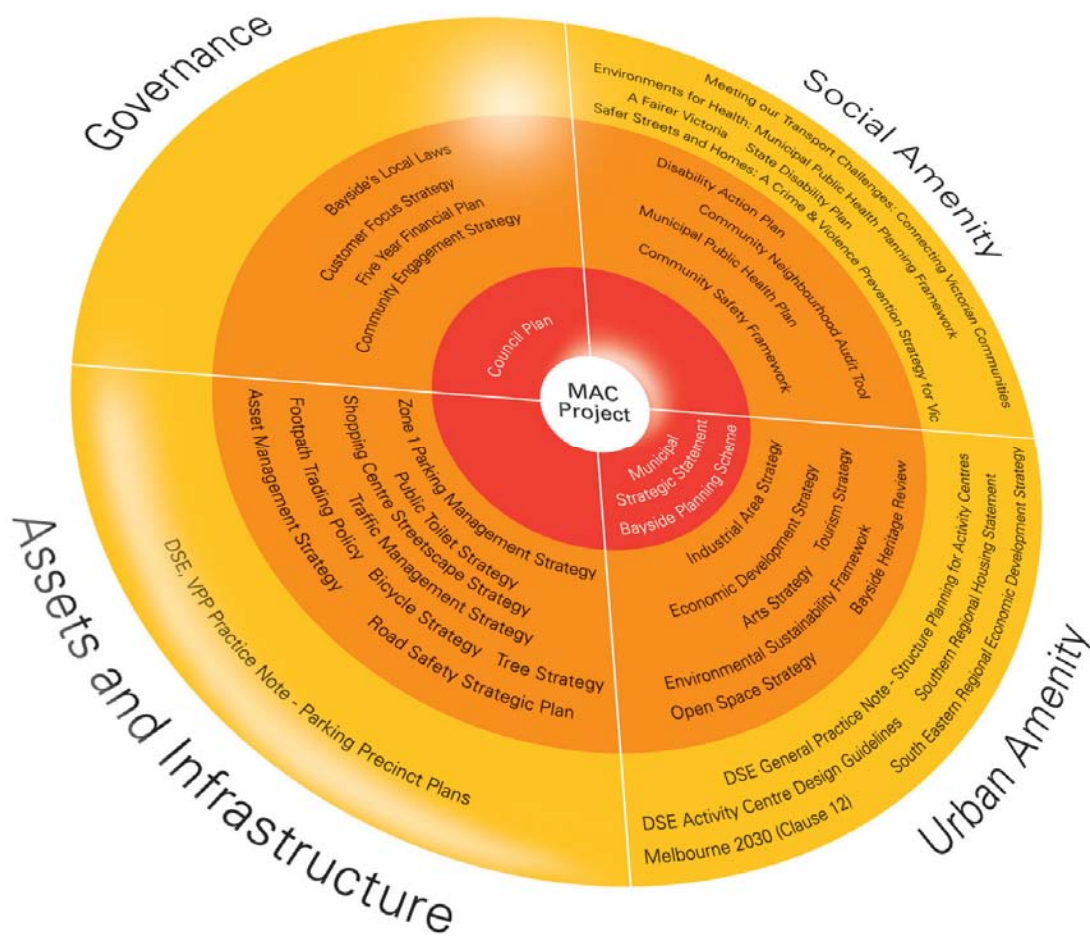 Governance
Bayside's Local Laws
Customer Focus Strategy
Five Year Financial Plan
Community Engagement Strategy
Council Plan
Social Amenity
Meeting our Transport Challenges: Connecting Victorian Communities
Environments for Health: Municipal Public Health Planning Framework
A Fairer Victoria State Disability Plan
Safer Streets and Homes: A Crime & Violence Prevention Strategy for Vic
Disability Action Plan
Community Neighbourhood Audit Tool
Municipal Public Health Plan
Community Safety Framework
MAC
Project
Municipal
Strategic Statement
Bayside Planning Scheme
Industrial Area Strategy
Economic Development Strategy
Tourism Strategy
Arts Strategy
Environmental Sustainability Framework
Bayside Heritage Review
Open Space Strategy
DSE General Practice Note - Structure Planning for Activity Centres
DSE Activity Centre Design Guidelines Southern Regional Housing Statement
Melbourne 2030 (Clause 12) South Eastern Regional Economic Development Strategy
Urban Amenity
Zone 1 Parking Management Strategy
Public Toilet Strategy
Shopping Centre Streetscape Strategy
Traffic Management Strategy
Footpath Trading Policy Bicycle Strategy Tree Strategy
Asset Management Strategy Road Safety Strategic Plan
DSE, VPP Practice Note - Parking Precinct Plans
Assets and Infrastructure